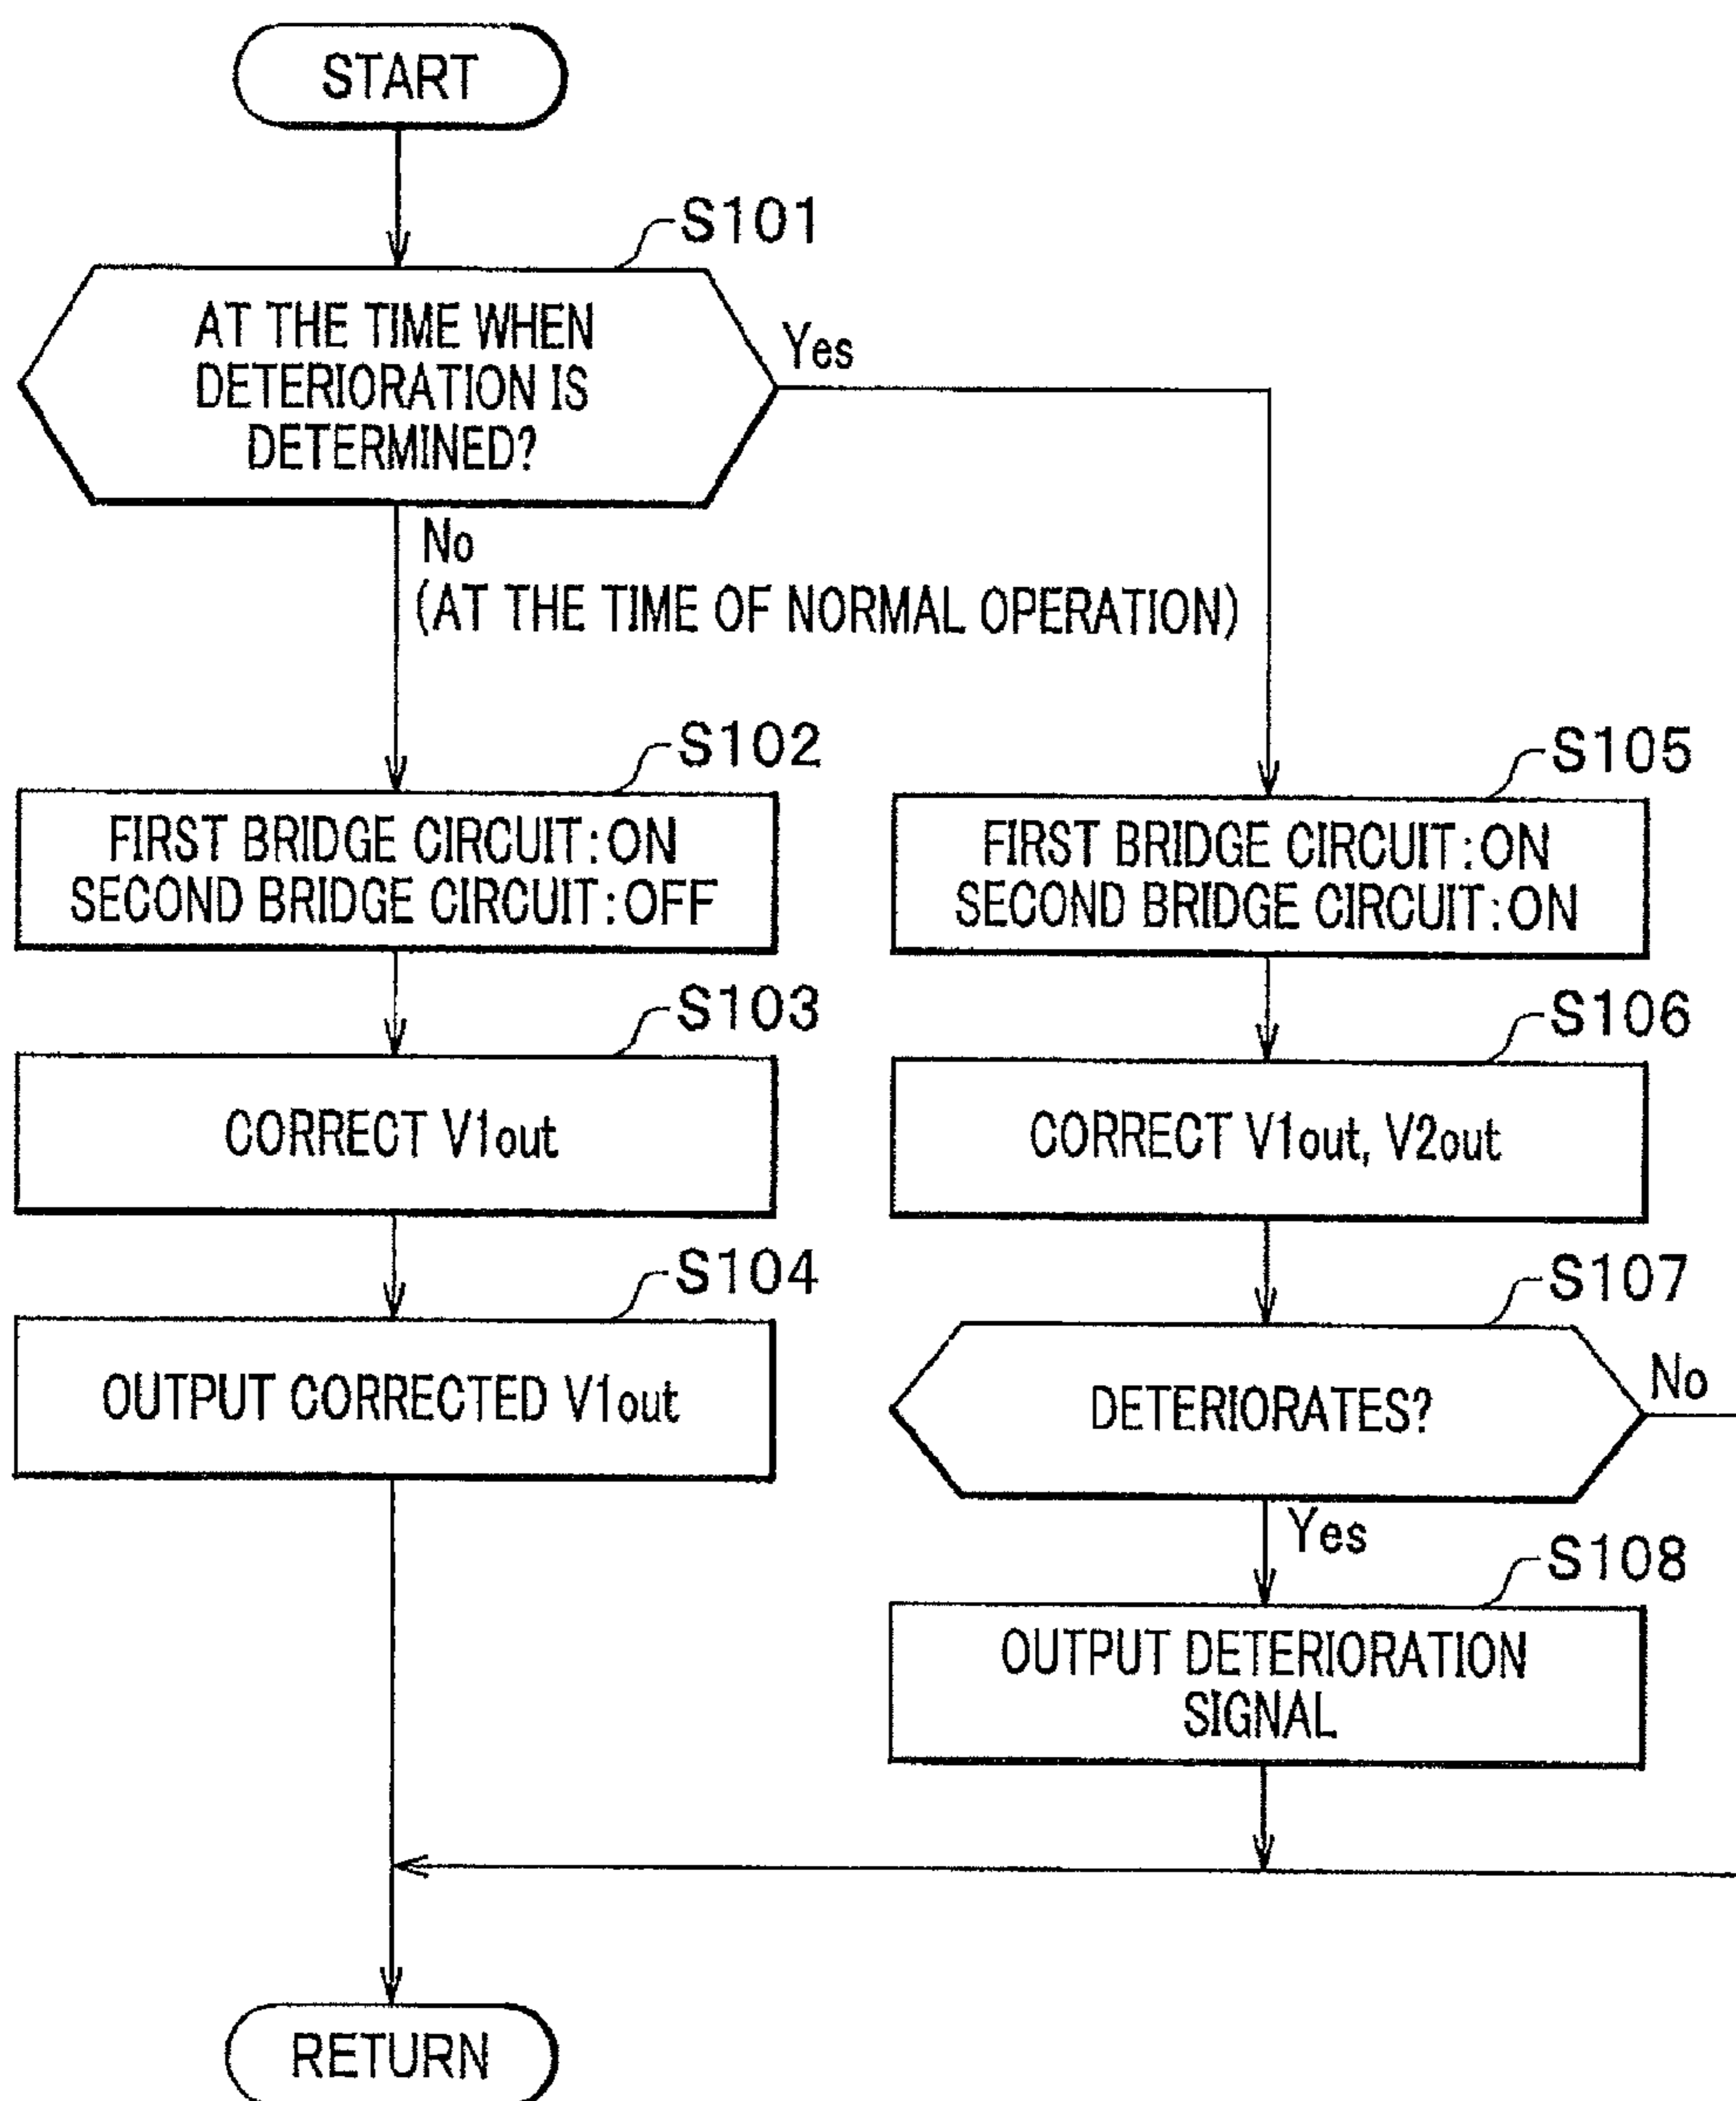 START
S101
AT THE TIME WHEN
DETERIORATION IS
DETERMINED?
Yes
No
(AT THE TIME OF NORMAL OPERATION)
S102
FIRST BRIDGE CIRCUIT:ON
SECOND BRIDGE CIRCUIT:OFF
S103
CORRECT V1out
S104
OUTPUT CORRECTED V1out
S105
FIRST BRIDGE CIRCUIT:ON
SECOND BRIDGE CIRCUIT:ON
S106
CORRECT V1out, V2out
S107
DETERIORATES?
No
Yes
S108
OUTPUT DETERIORATION
SIGNAL
RETURN